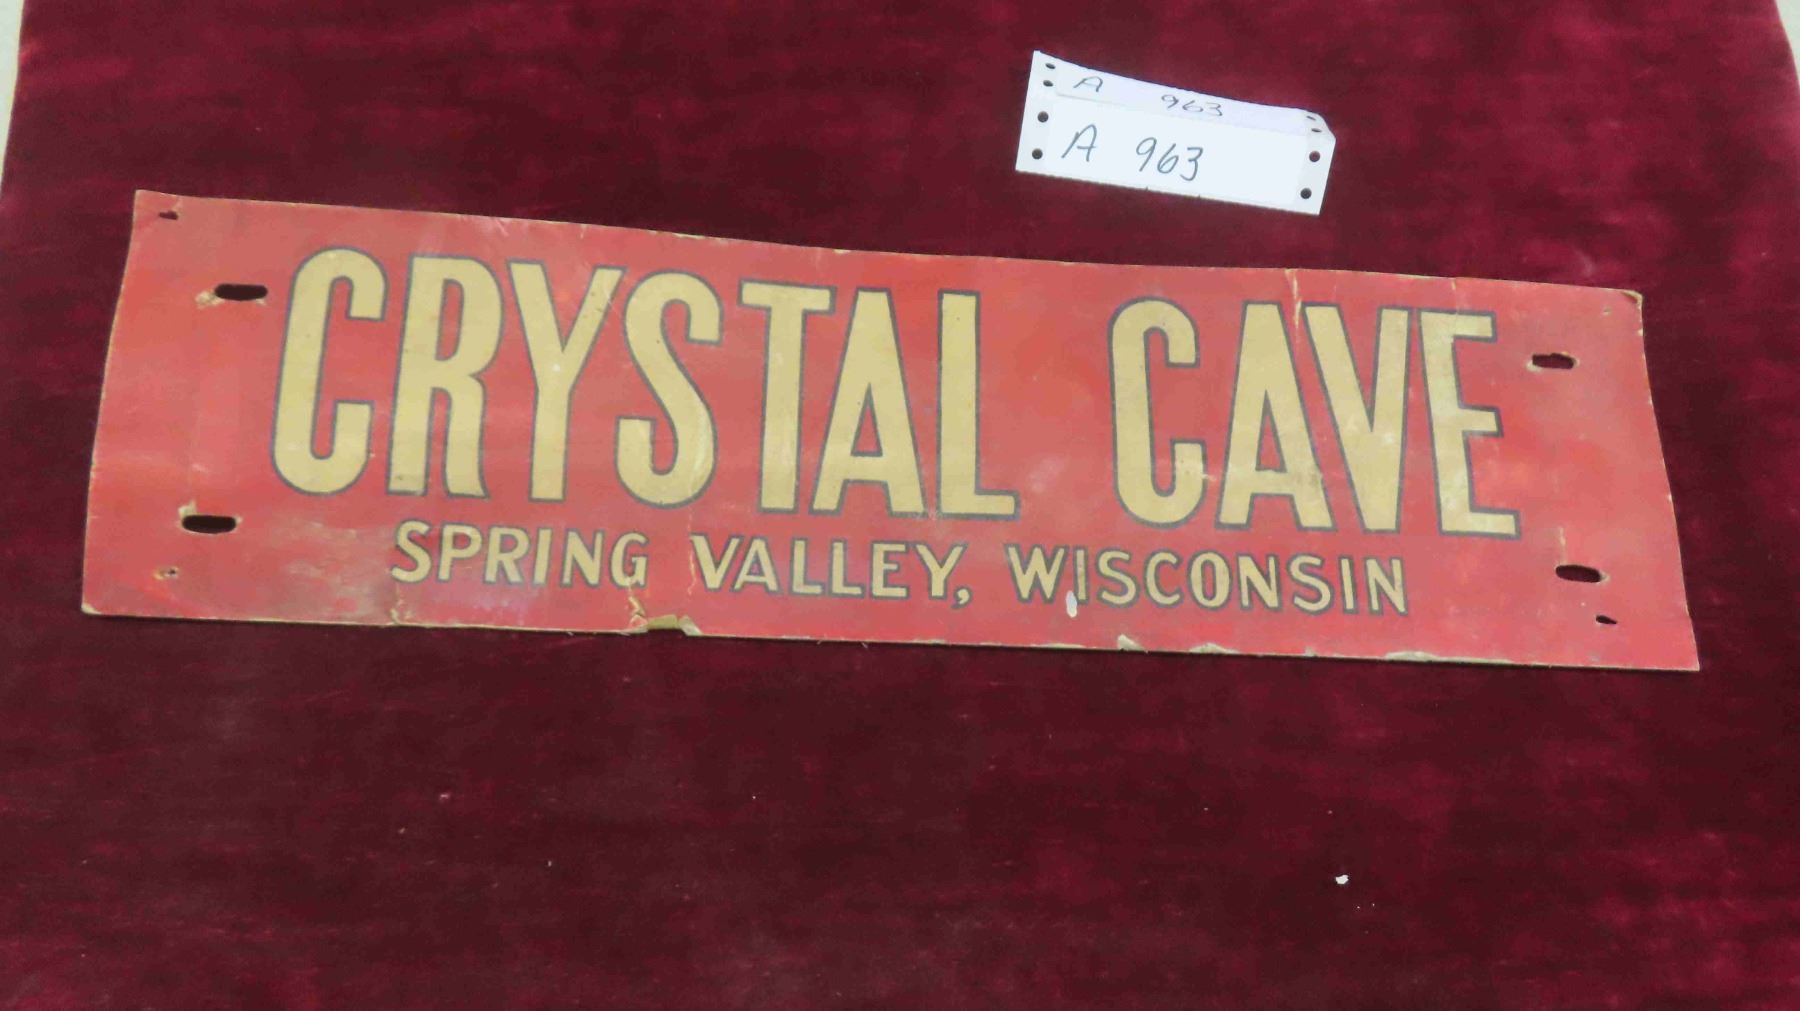 A 963
A 963
CRYSTAL CAVE
SPRING VALLEY, WISCONSIN